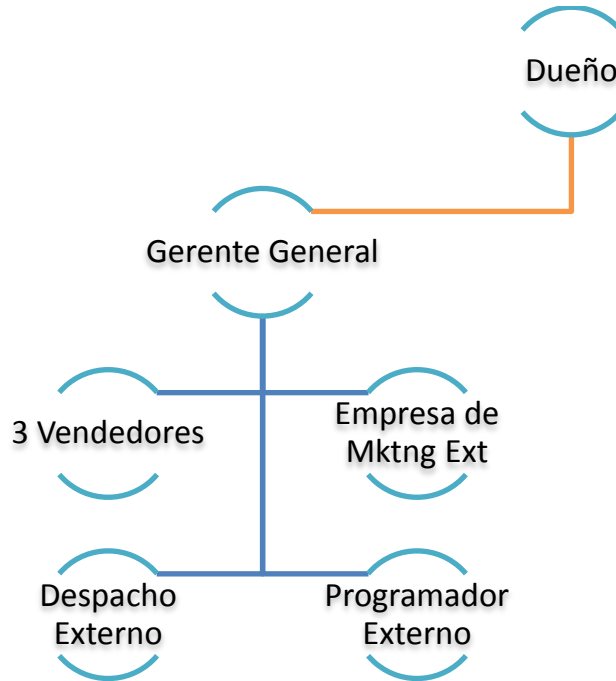 Dueño
Gerente General
3 Vendedores
Empresa de
Mktng Ext
Despacho
Externo
Programador
Externo